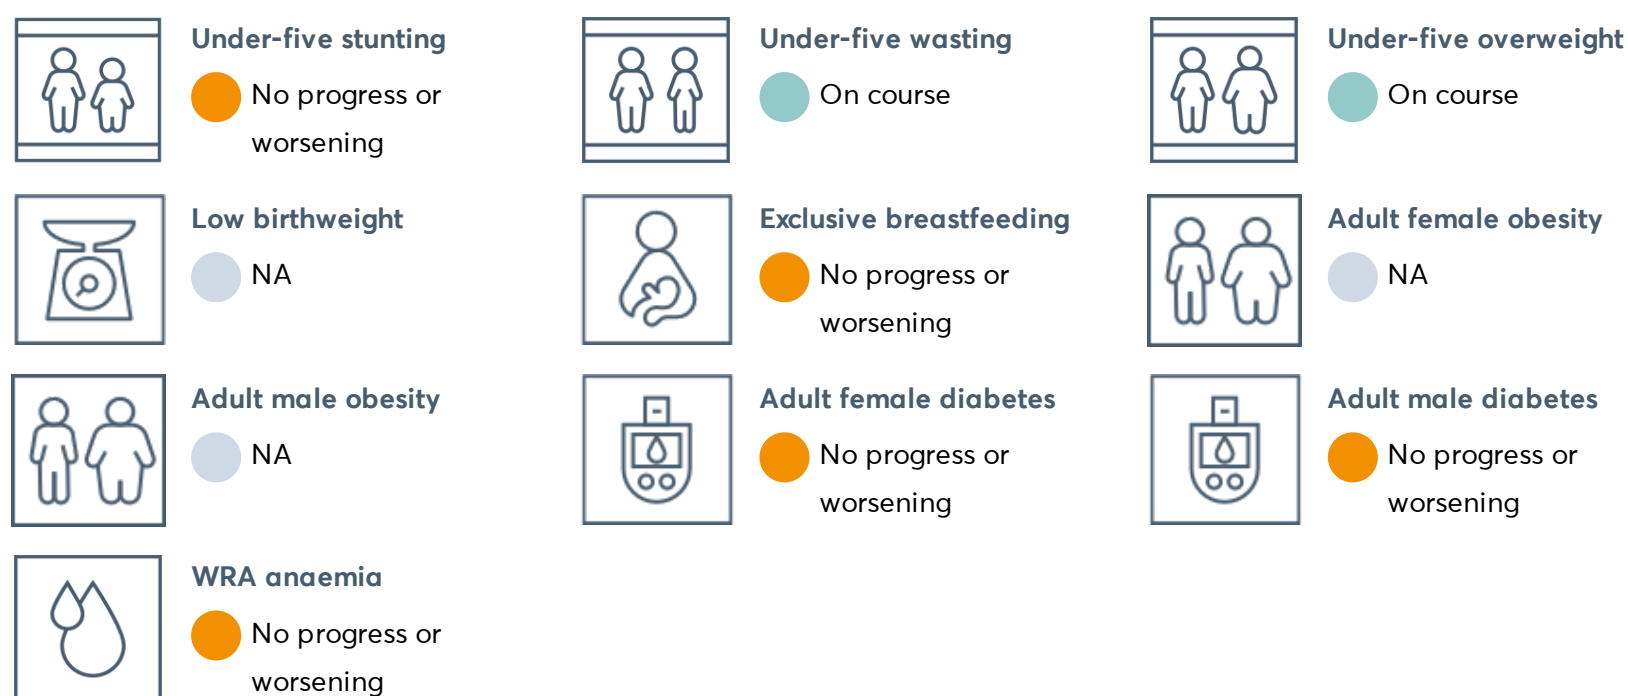 Under-five stunting
No progress or
worsening
Under-five wasting
On course
Under-five overweight
On course
Low birthweight
NA
Exclusive breastfeeding
No progress or
worsening
Adult female obesity
NA
Adult male obesity
NA
Adult female diabetes
No progress or
worsening
Adult male diabetes
No progress or
worsening
WRA anaemia
No progress or
worsening